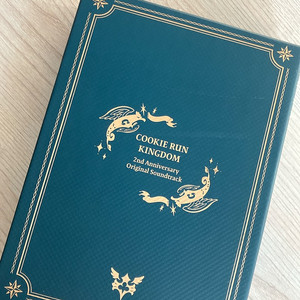 COOKIE RUN
KINGDOM
2nd Anniversary
Original Soundtrack